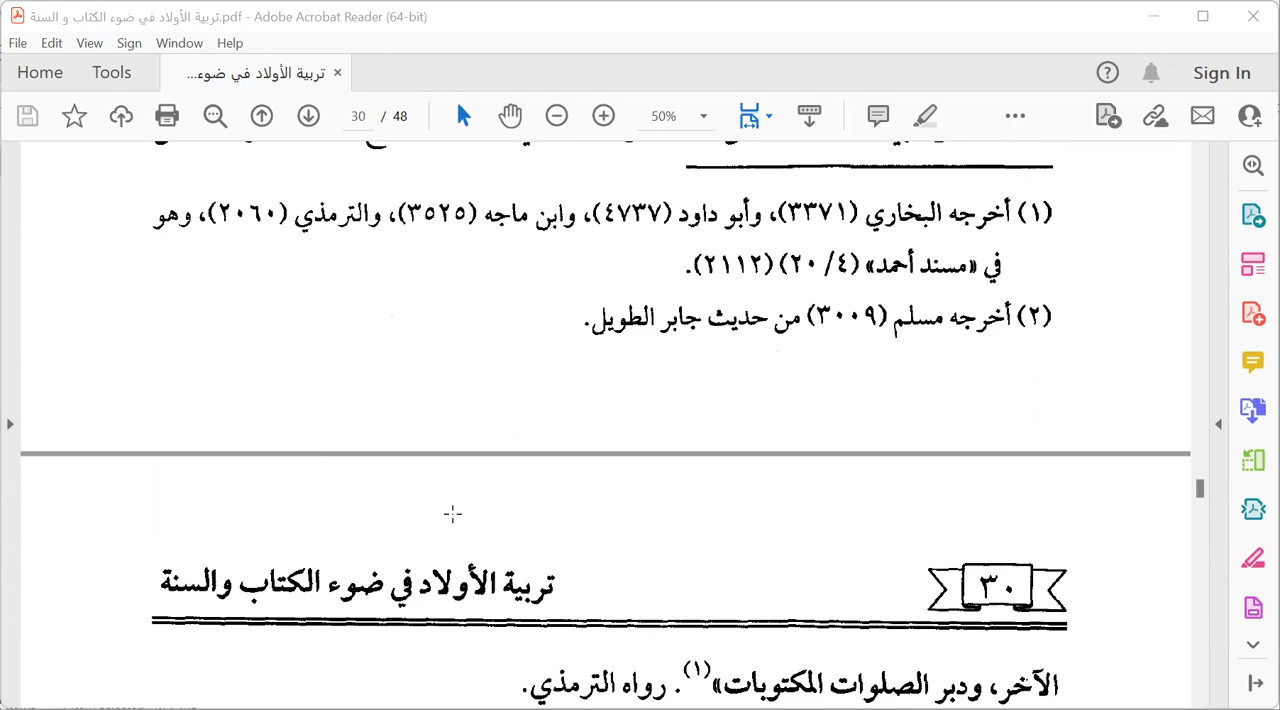 تربية الأولاد في ضوء الكتاب و السنة.pdf - Adobe Acrobat Reader (64-bit)
File Edit View Sign Window Help
Home Tools تربية الأولاد في ضوء... × Sign In
30 / 48 50%
(١) أخرجه البخاري (٣٣٧١)، وأبو داود (٤٧٣٧)، وابن ماجه (٣٥٢٥)، والترمذي (٢٠٦٠)، وهو
في «مسند أحمد» (٤/ ٢٠) (٢١١٢).
(٢) أخرجه مسلم (٣٠٠٩) من حديث جابر الطويل.
٣٠ تربية الأولاد في ضوء الكتاب والسنة
الآخر، ودبر الصلوات المكتوبات»(١). رواه الترمذي.